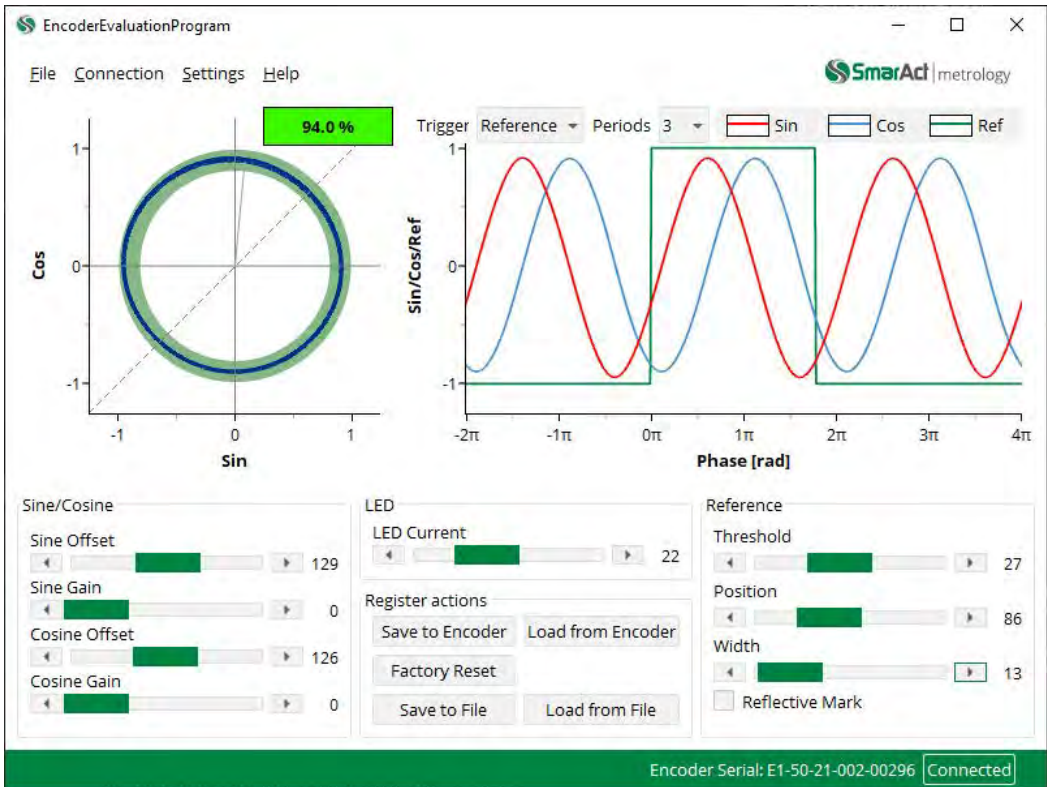 EncoderEvaluationProgram
File Connection Settings Help
SmarAct metrology
94.0 %
Trigger Reference Periods 3 Sin Cos Ref
1
0
-1
Cos
-1 0 1
Sin
1
0
-1
Sin/Cos/Ref
-2π -1π 0π 1π 2π 3π 4π
Phase [rad]
Sine/Cosine
Sine Offset
129
Sine Gain
0
Cosine Offset
126
Cosine Gain
0
LED
LED Current
22
Register actions
Save to Encoder Load from Encoder
Factory Reset
Save to File Load from File
Reference
Threshold
27
Position
86
Width
13
Reflective Mark
Encoder Serial: E1-50-21-002-00296 Connected